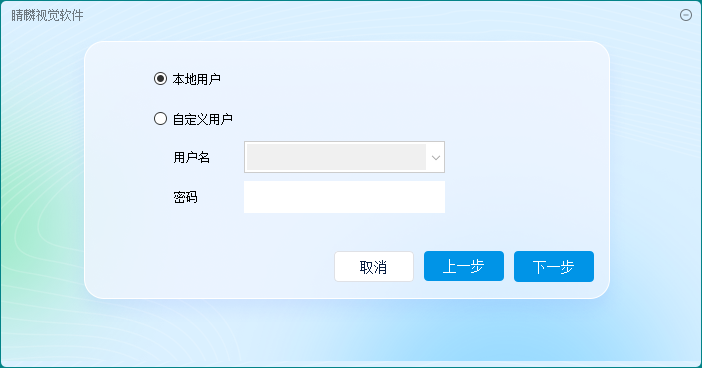 睛麟视觉软件
本地用户
自定义用户
用户名
密码
取消
上一步
下一步